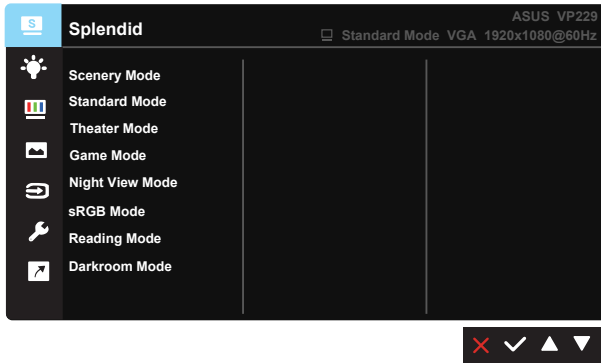 S
Splendid
ASUS VP229
Standard Mode VGA 1920x1080@60Hz
Scenery Mode
Standard Mode
Theater Mode
Game Mode
Night View Mode
sRGB Mode
Reading Mode
Darkroom Mode